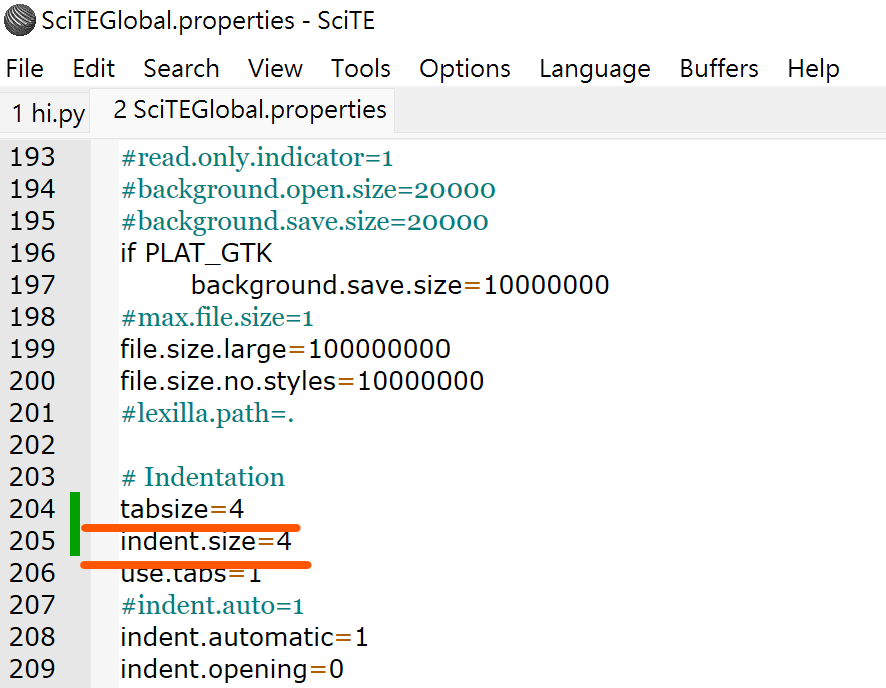 SciTEGlobal.properties - SciTE
File Edit Search View Tools Options Language Buffers Help
1 hi.py 2 SciTEGlobal.properties
193 #read.only.indicator=1
194 #background.open.size=20000
195 #background.save.size=20000
196 if PLAT_GTK
197 background.save.size=10000000
198 #max.file.size=1
199 file.size.large=100000000
200 file.size.no.styles=10000000
201 #lexilla.path=.
202
203 # Indentation
204 tabsize=4
205 indent.size=4
206 use.tabs=1
207 #indent.auto=1
208 indent.automatic=1
209 indent.opening=0